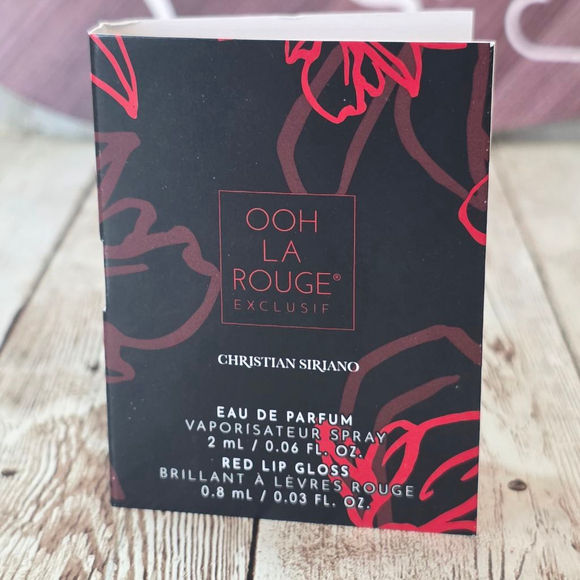 OOH
LA
ROUGE®
EXCLUSIF
CHRISTIAN SIRIANO
EAU DE PARFUM
VAPORISATEUR SPRAY
2 mL / 0.06 FL. OZ.
RED LIP GLOSS
BRILLANT À LÈVRES ROUGE
0.8 mL / 0.03 FL. OZ.